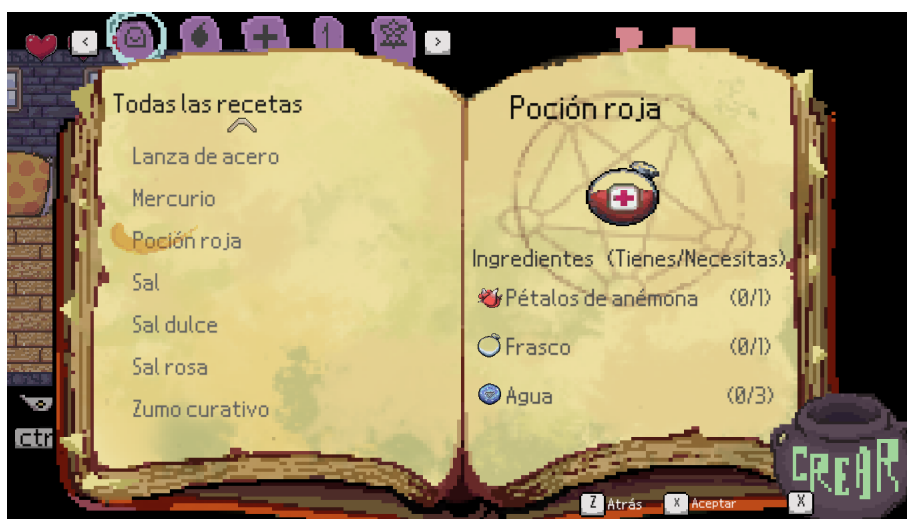 <
1
>
Todas las recetas
Lanza de acero
Mercurio
Poción roja
Sal
Sal dulce
Sal rosa
Zumo curativo
Poción roja
Ingredientes (Tienes/Necesitas)
Pétalos de anémona (0/1)
Frasco (0/1)
Agua (0/3)
ctr
CREAR
Z Atrás X Aceptar X